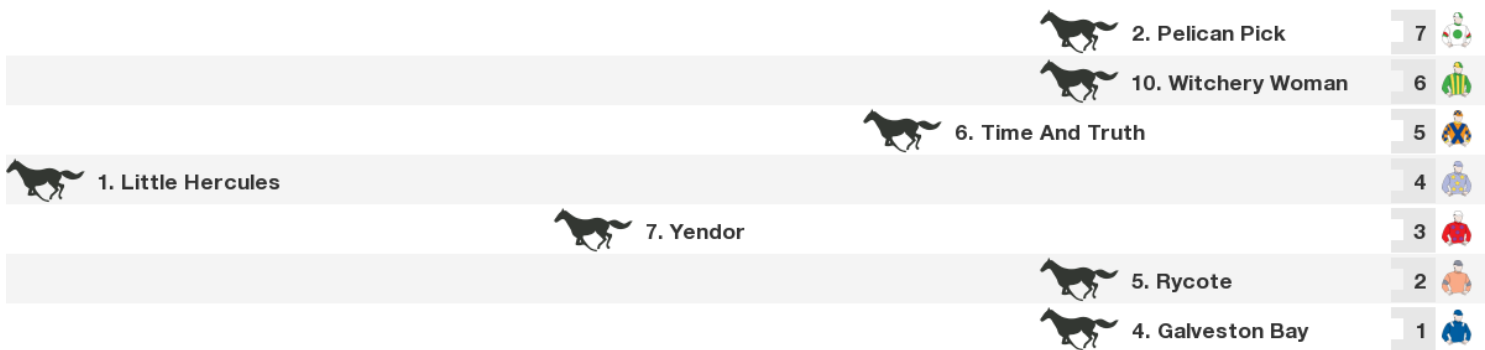 2. Pelican Pick 7
10. Witchery Woman 6
6. Time And Truth 5
1. Little Hercules 4
7. Yendor 3
5. Rycote 2
4. Galveston Bay 1